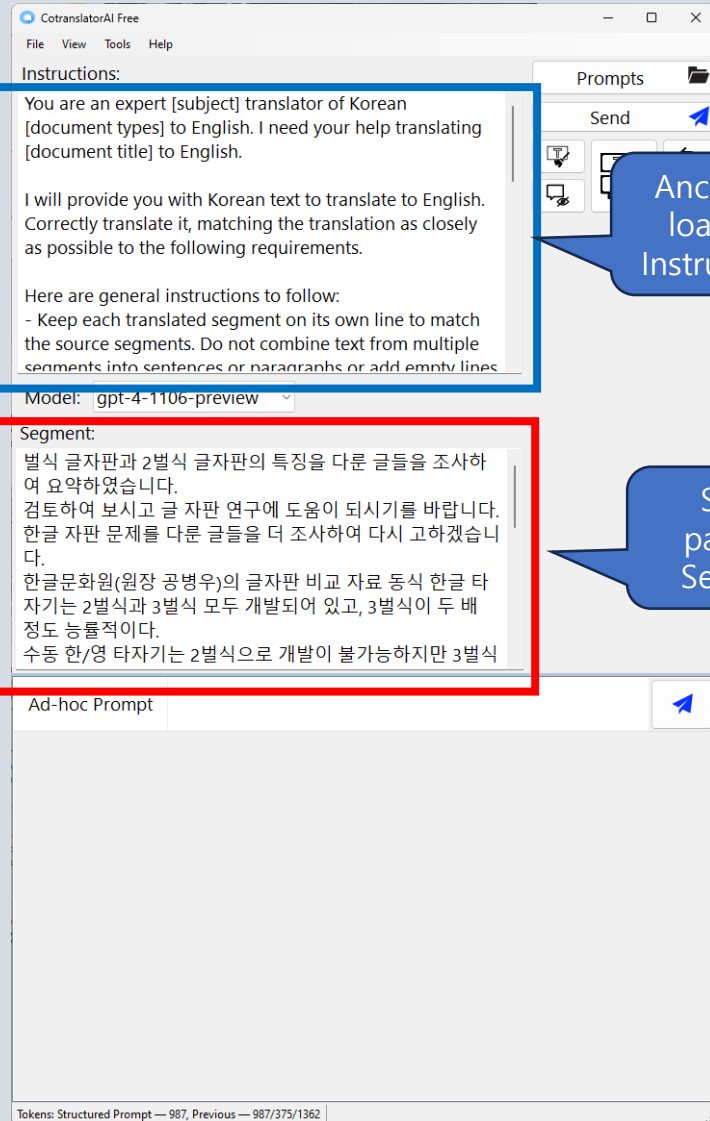 CotranslatorAI Free
File View Tools Help
Instructions:
Prompts
Send
You are an expert [subject] translator of Korean
[document types] to English. I need your help translating
[document title] to English.
I will provide you with Korean text to translate to English.
Correctly translate it, matching the translation as closely
as possible to the following requirements.
Here are general instructions to follow:
- Keep each translated segment on its own line to match
the source segments. Do not combine text from multiple
segments into sentences or paragraphs or add empty lines
Model: gpt-4-1106-preview
Segment:
벌식 글자판과 2벌식 글자판의 특징을 다룬 글들을 조사하
여 요약하였습니다.
검토하여 보시고 글 자판 연구에 도움이 되시기를 바랍니다.
한글 자판 문제를 다룬 글들을 더 조사하여 다시 고하겠습니
다.
한글문화원(원장 공병우)의 글자판 비교 자료 동식 한글 타
자기는 2벌식과 3벌식 모두 개발되어 있고, 3벌식이 두 배
정도 능률적이다.
수동 한/영 타자기는 2벌식으로 개발이 불가능하지만 3벌식
Ad-hoc Prompt
Tokens: Structured Prompt — 987, Previous — 987/375/1362